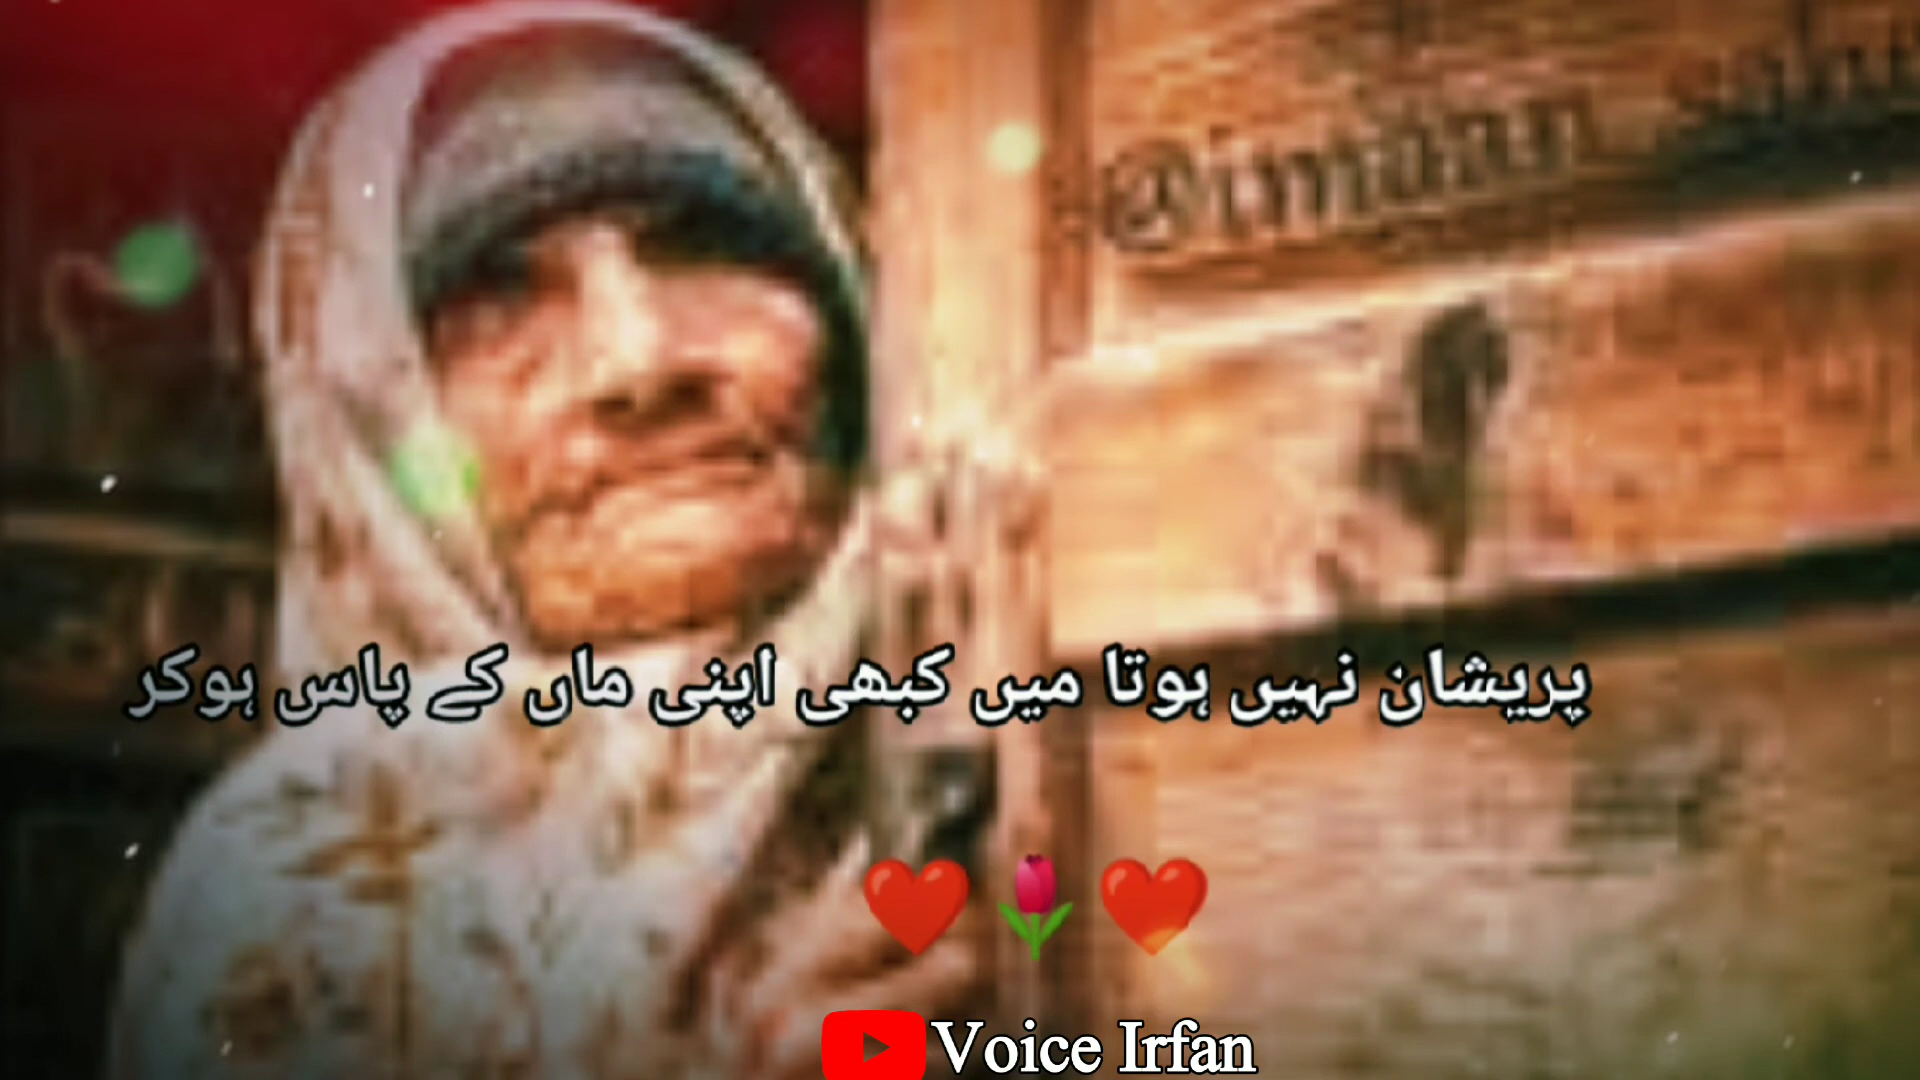 پریشان نہیں ہوتا میں کبھی اپنی ماں کے پاس ہوکر
❤️🌷❤️
Voice Irfan